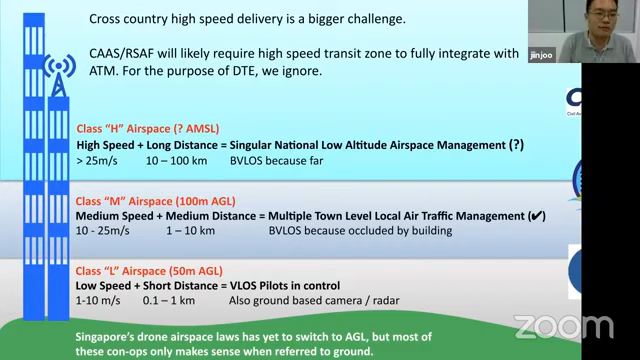 Cross country high speed delivery is a bigger challenge.
CAAS/RSAF will likely require high speed transit zone to fully integrate with
ATM. For the purpose of DTE, we ignore.
jinjoo
Class “H” Airspace (? AMSL)
High Speed + Long Distance = Singular National Low Altitude Airspace Management (?)
> 25m/s 10 – 100 km BVLOS because far
Class “M” Airspace (100m AGL)
Medium Speed + Medium Distance = Multiple Town Level Local Air Traffic Management (✔)
10 - 25m/s 1 – 10 km BVLOS because occluded by building
Class “L” Airspace (50m AGL)
Low Speed + Short Distance = VLOS Pilots in control
1-10 m/s 0.1 – 1 km Also ground based camera / radar
Singapore’s drone airspace laws has yet to switch to AGL, but most of
these con-ops only makes sense when referred to ground.
zoom